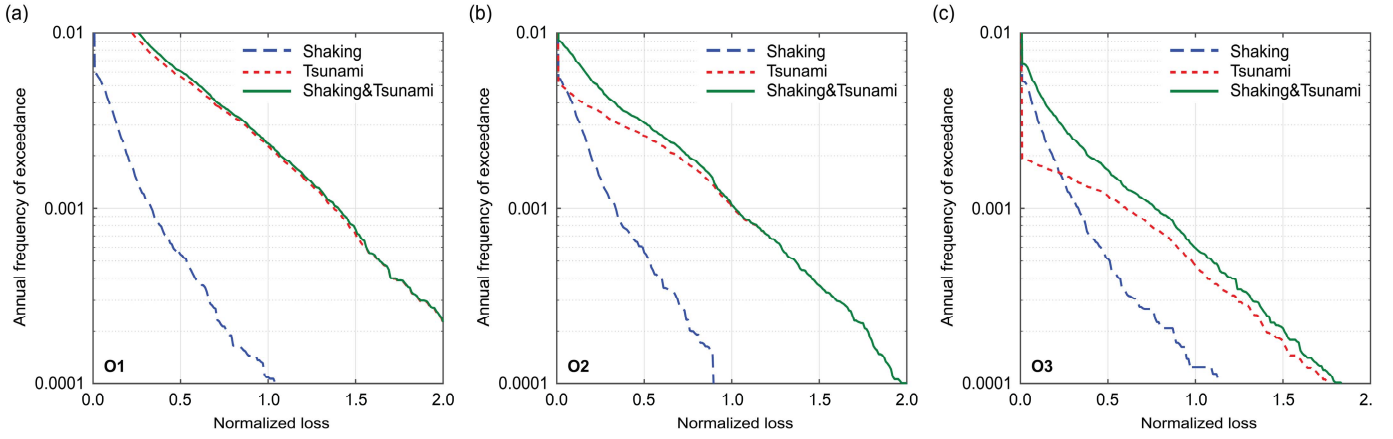 (a)
0.01
0.001
0.0001
Annual frequency of exceedance
Shaking
Tsunami
Shaking&Tsunami
O1
0.0
0.5
1.0
1.5
2.0
Normalized loss
(b)
0.01
0.001
0.0001
Annual frequency of exceedance
Shaking
Tsunami
Shaking&Tsunami
O2
0.0
0.5
1.0
1.5
2.0
Normalized loss
(c)
0.01
0.001
0.0001
Annual frequency of exceedance
Shaking
Tsunami
Shaking&Tsunami
O3
0.0
0.5
1.0
1.5
2.
Normalized loss